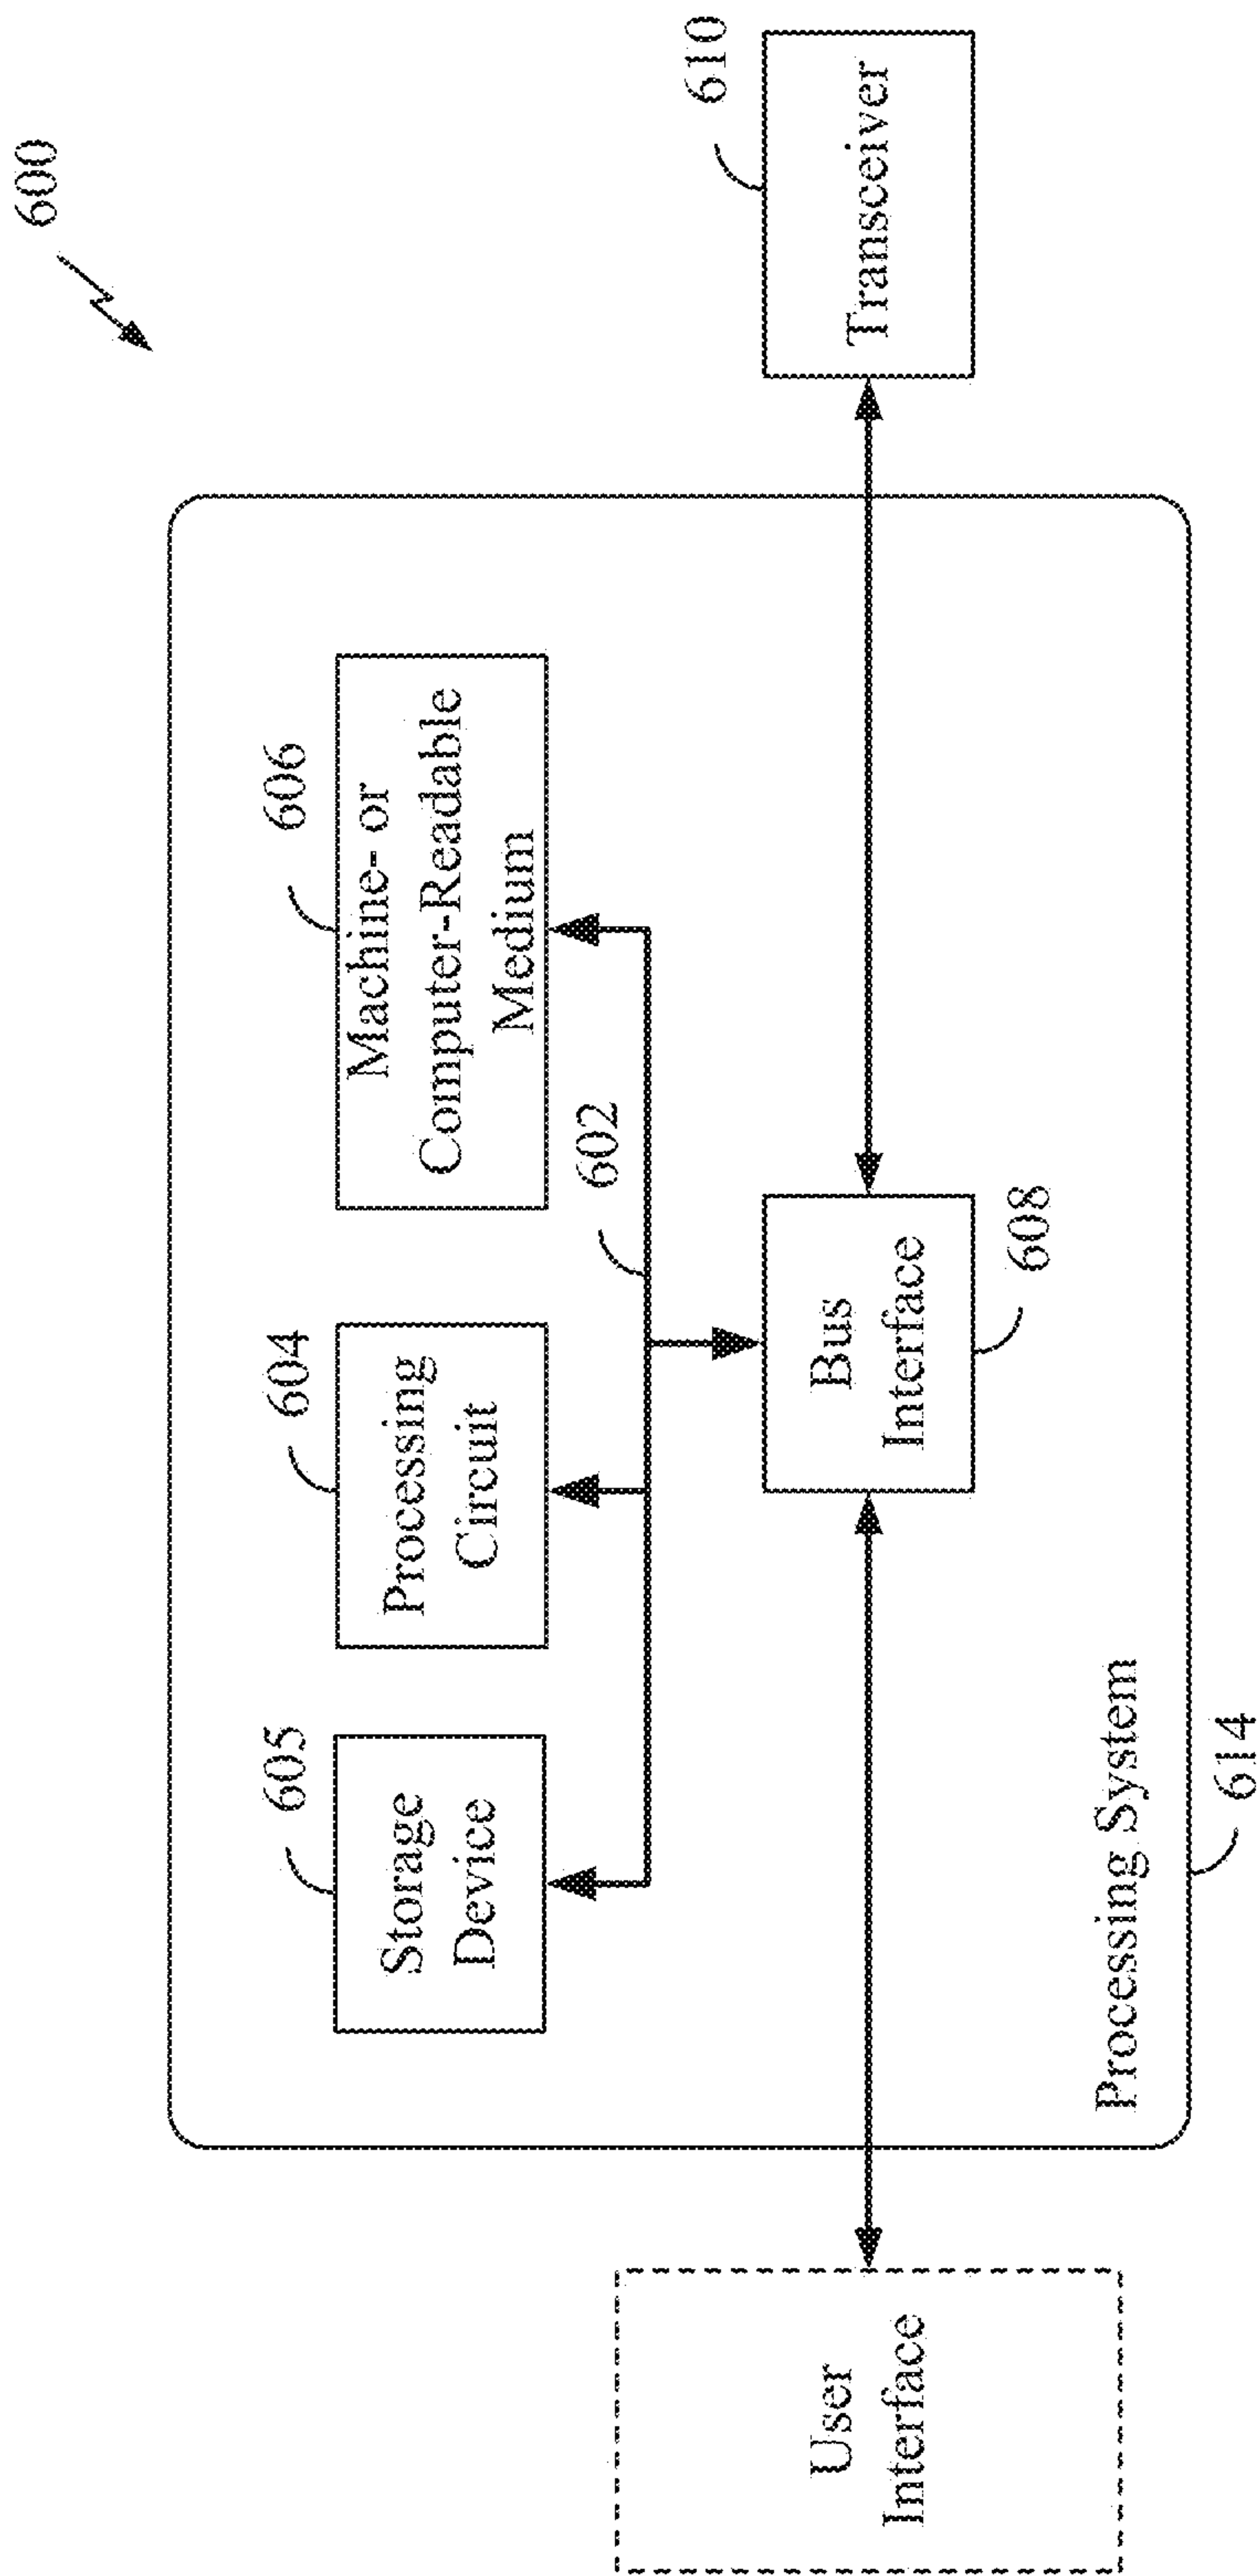 600
605
Storage
Device
604
Processing
Circuit
606
Machine- or
Computer-Readable
Medium
602
User
Interface
Bus
Interface
608
610
Transceiver
Processing System
614